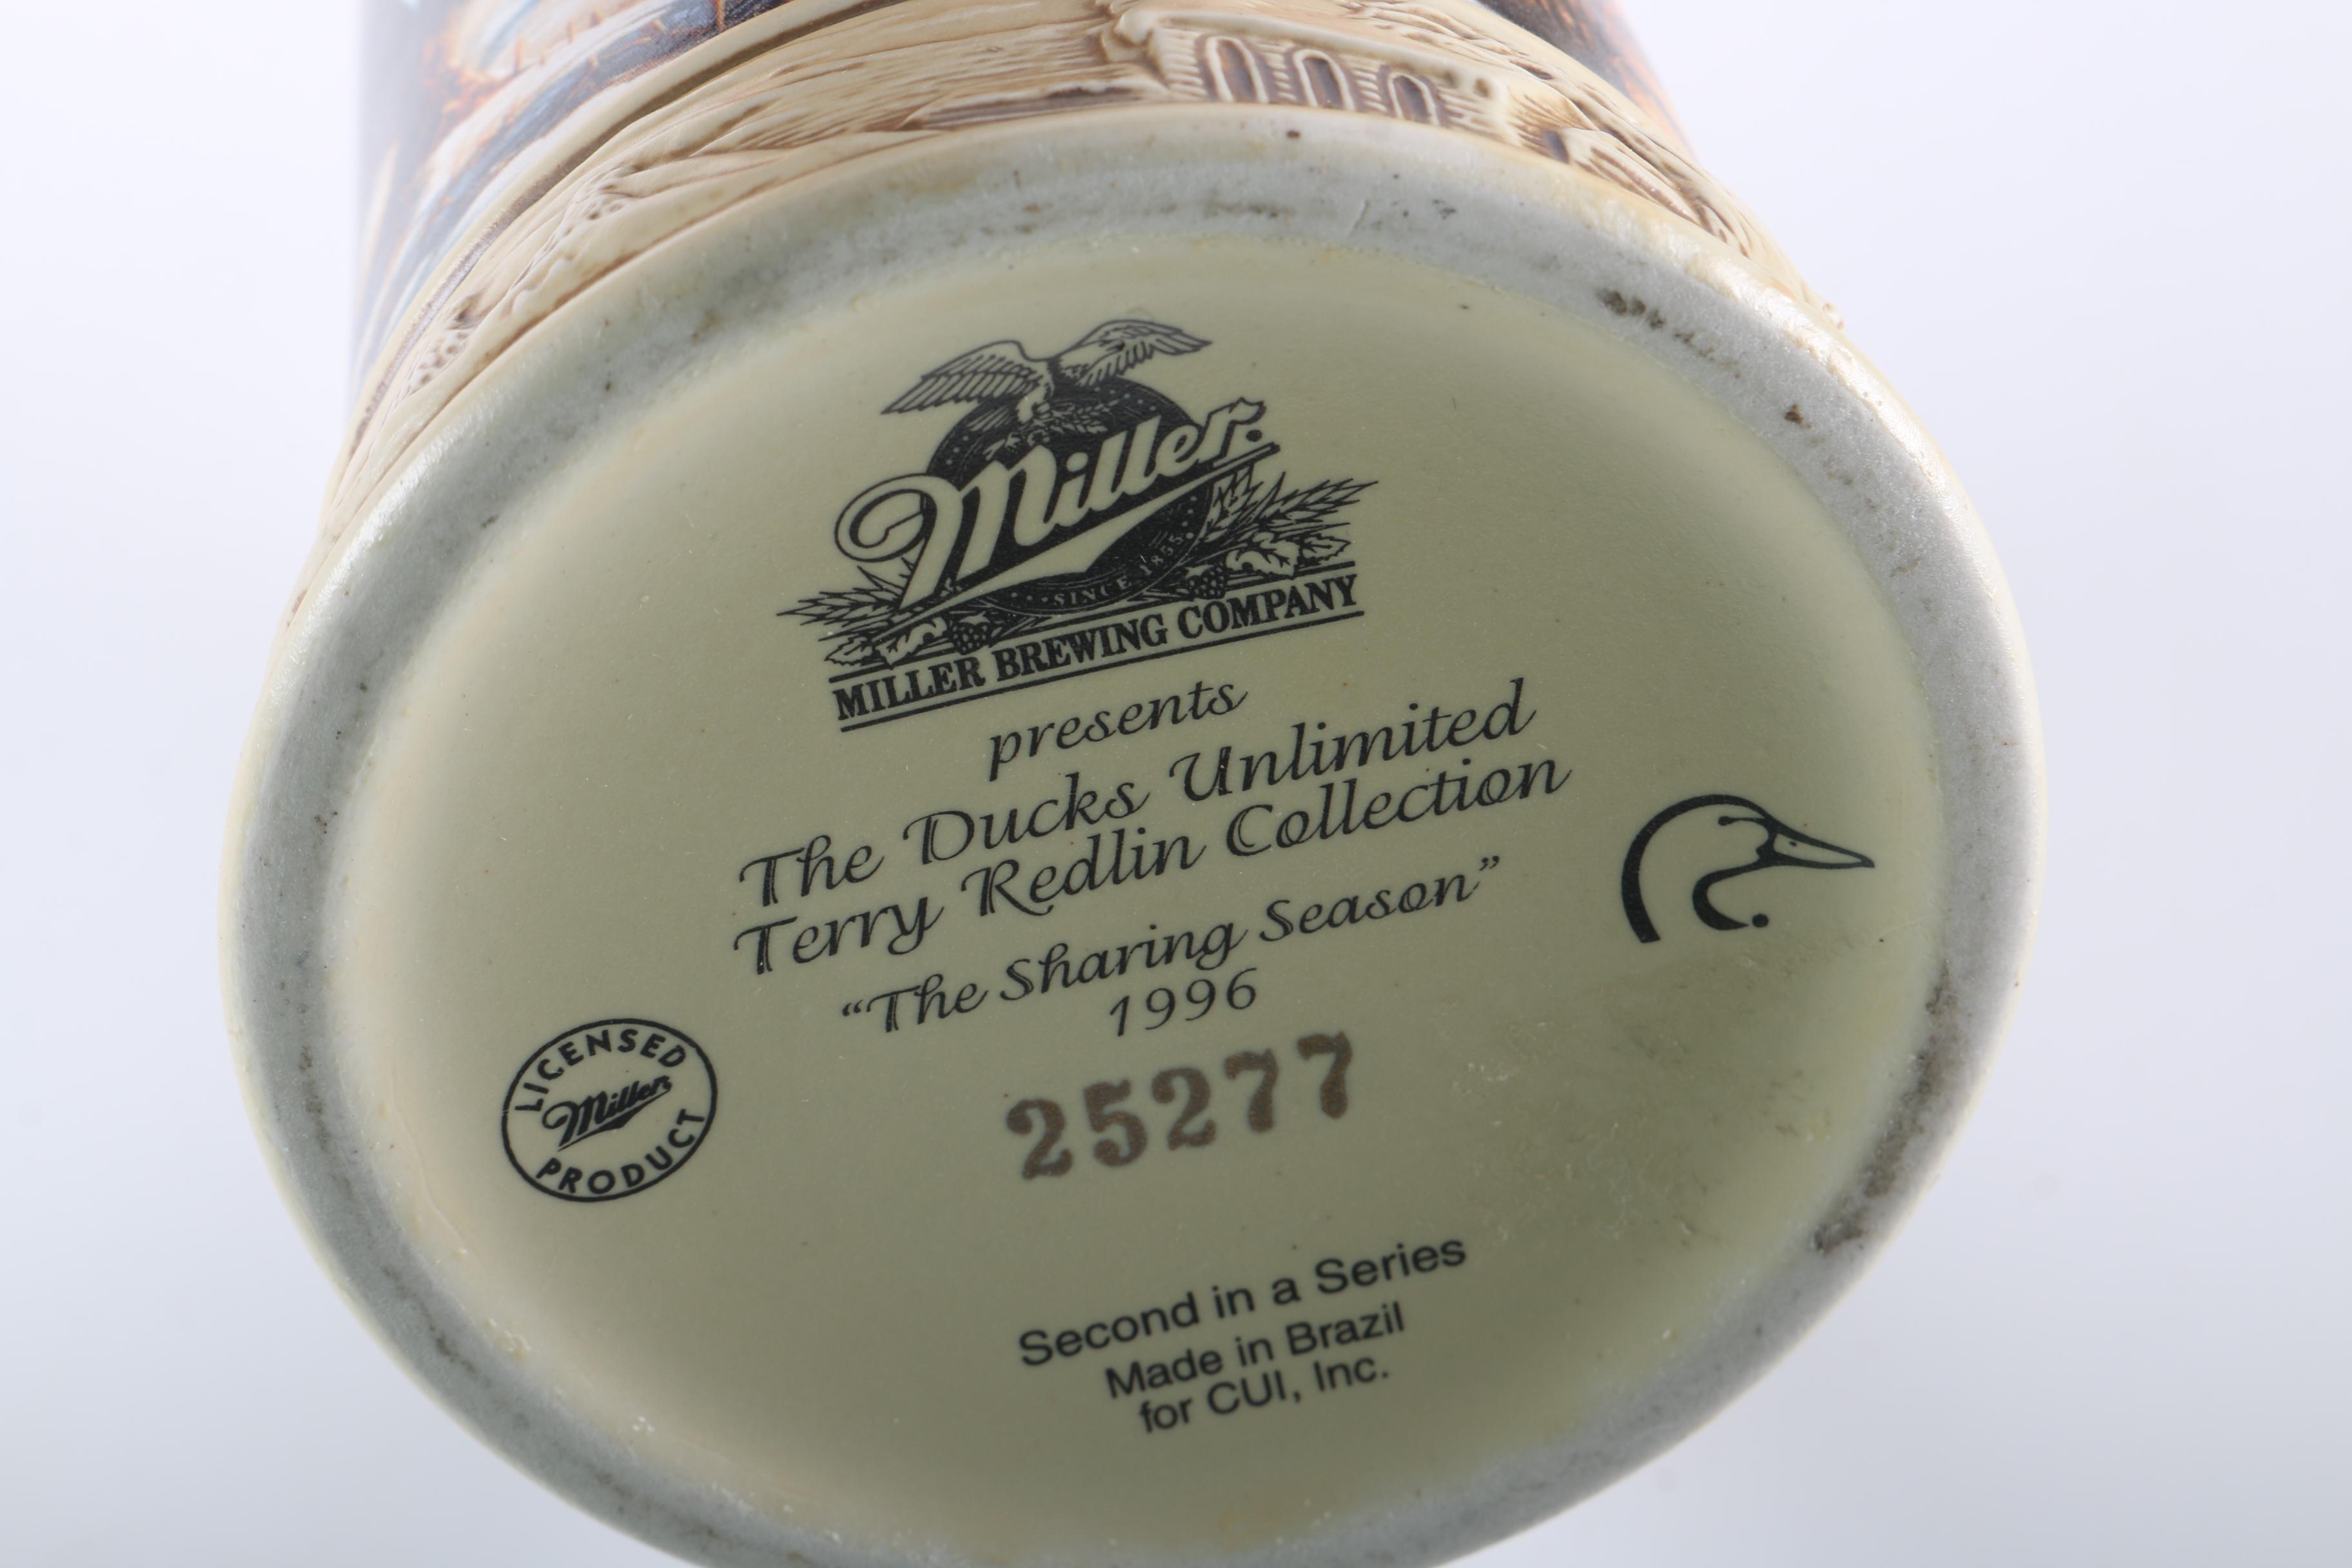 Miller
SINCE 1855
MILLER BREWING COMPANY
presents
The Ducks Unlimited
Terry Redlin Collection
“The Sharing Season”
1996
25277
LICENSED
Miller
PRODUCT
Second in a Series
Made in Brazil
for CUI, Inc.